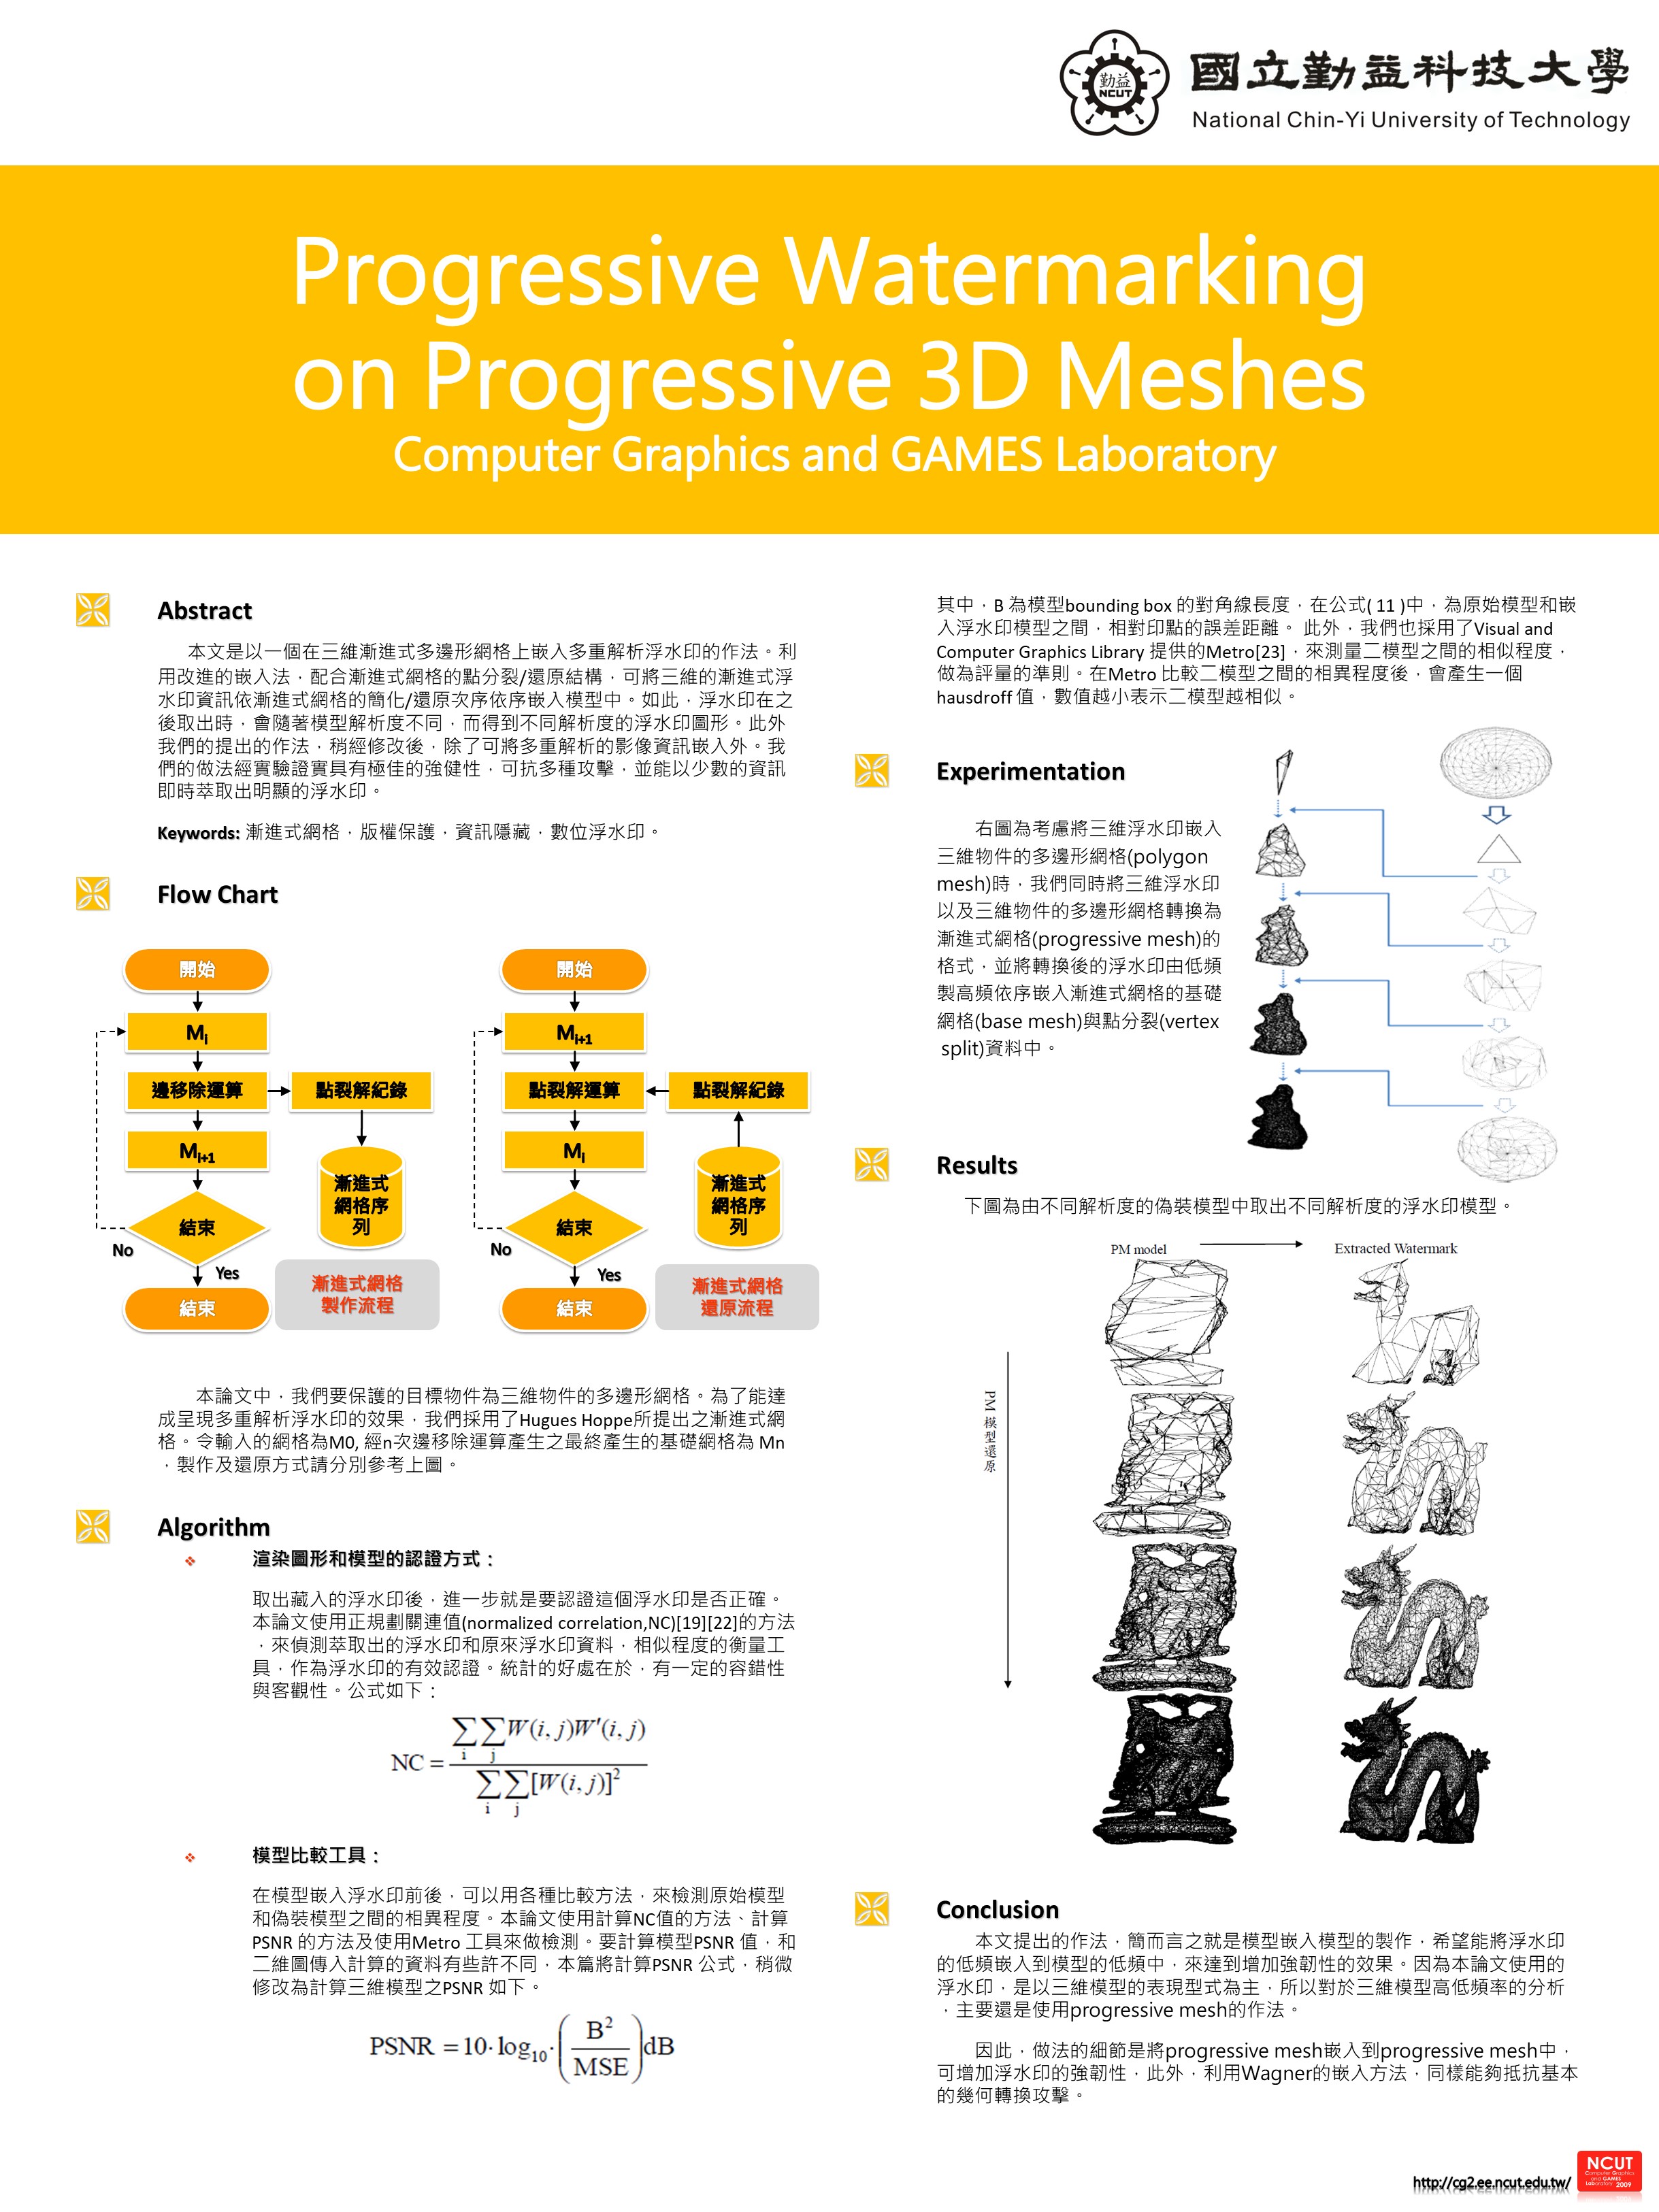 勤益
NCUT
國立勤益科技大學
National Chin-Yi University of Technology
Progressive Watermarking
on Progressive 3D Meshes
Computer Graphics and GAMES Laboratory
Abstract
本文是以一個在三維漸進式多邊形網格上嵌入多重解析浮水印的作法。利
用改進的嵌入法，配合漸進式網格的點分裂/還原結構，可將三維的漸進式浮
水印資訊依漸進式網格的簡化/還原次序依序嵌入模型中。如此，浮水印在之
後取出時，會隨著模型解析度不同，而得到不同解析度的浮水印圖形。此外
我們的提出的作法，稍經修改後，除了可將多重解析的影像資訊嵌入外。我
們的做法經實驗證實具有極佳的強健性，可抗多種攻擊，並能以少數的資訊
即時萃取出明顯的浮水印。
Keywords: 漸進式網格，版權保護，資訊隱藏，數位浮水印。
Flow Chart
開始
Mi
邊移除運算
點裂解紀錄
Mi+1
漸進式
網格序
列
結束
No
Yes
結束
漸進式網格
製作流程
開始
Mi+1
點裂解運算
點裂解紀錄
Mi
漸進式
網格序
列
結束
No
Yes
結束
漸進式網格
還原流程
本論文中，我們要保護的目標物件為三維物件的多邊形網格。為了能達
成呈現多重解析浮水印的效果，我們採用了Hugues Hoppe所提出之漸進式網
格。令輸入的網格為M0, 經n次邊移除運算產生之最終產生的基礎網格為 Mn
，製作及還原方式請分別參考上圖。
Algorithm
渲染圖形和模型的認證方式：
取出藏入的浮水印後，進一步就是要認證這個浮水印是否正確。
本論文使用正規劃關連值(normalized correlation,NC)[19][22]的方法
，來偵測萃取出的浮水印和原來浮水印資料，相似程度的衡量工
具，作為浮水印的有效認證。統計的好處在於，有一定的容錯性
與客觀性。公式如下：
NC = ∑i ∑j W(i, j)W′(i, j) / ∑i ∑j [W(i, j)]²
模型比較工具：
在模型嵌入浮水印前後，可以用各種比較方法，來檢測原始模型
和偽裝模型之間的相異程度。本論文使用計算NC值的方法、計算
PSNR 的方法及使用Metro 工具來做檢測。要計算模型PSNR 值，和
二維圖傳入計算的資料有些許不同，本篇將計算PSNR 公式，稍微
修改為計算三維模型之PSNR 如下。
PSNR = 10· log₁₀·(B²/MSE)dB
其中，B 為模型bounding box 的對角線長度，在公式( 11 )中，為原始模型和嵌
入浮水印模型之間，相對印點的誤差距離。 此外，我們也採用了Visual and
Computer Graphics Library 提供的Metro[23]，來測量二模型之間的相似程度，
做為評量的準則。在Metro 比較二模型之間的相異程度後，會產生一個
hausdroff 值，數值越小表示二模型越相似。
Experimentation
右圖為考慮將三維浮水印嵌入
三維物件的多邊形網格(polygon
mesh)時，我們同時將三維浮水印
以及三維物件的多邊形網格轉換為
漸進式網格(progressive mesh)的
格式，並將轉換後的浮水印由低頻
製高頻依序嵌入漸進式網格的基礎
網格(base mesh)與點分裂(vertex
split)資料中。
Results
下圖為由不同解析度的偽裝模型中取出不同解析度的浮水印模型。
PM model
Extracted Watermark
PM 模型還原
Conclusion
本文提出的作法，簡而言之就是模型嵌入模型的製作，希望能將浮水印
的低頻嵌入到模型的低頻中，來達到增加強韌性的效果。因為本論文使用的
浮水印，是以三維模型的表現型式為主，所以對於三維模型高低頻率的分析
，主要還是使用progressive mesh的作法。
因此，做法的細節是將progressive mesh嵌入到progressive mesh中，
可增加浮水印的強韌性，此外，利用Wagner的嵌入方法，同樣能夠抵抗基本
的幾何轉換攻擊。
http://cg2.ee.ncut.edu.tw/
NCUT
Computer Graphics
and GAMES
Laboratory 2009